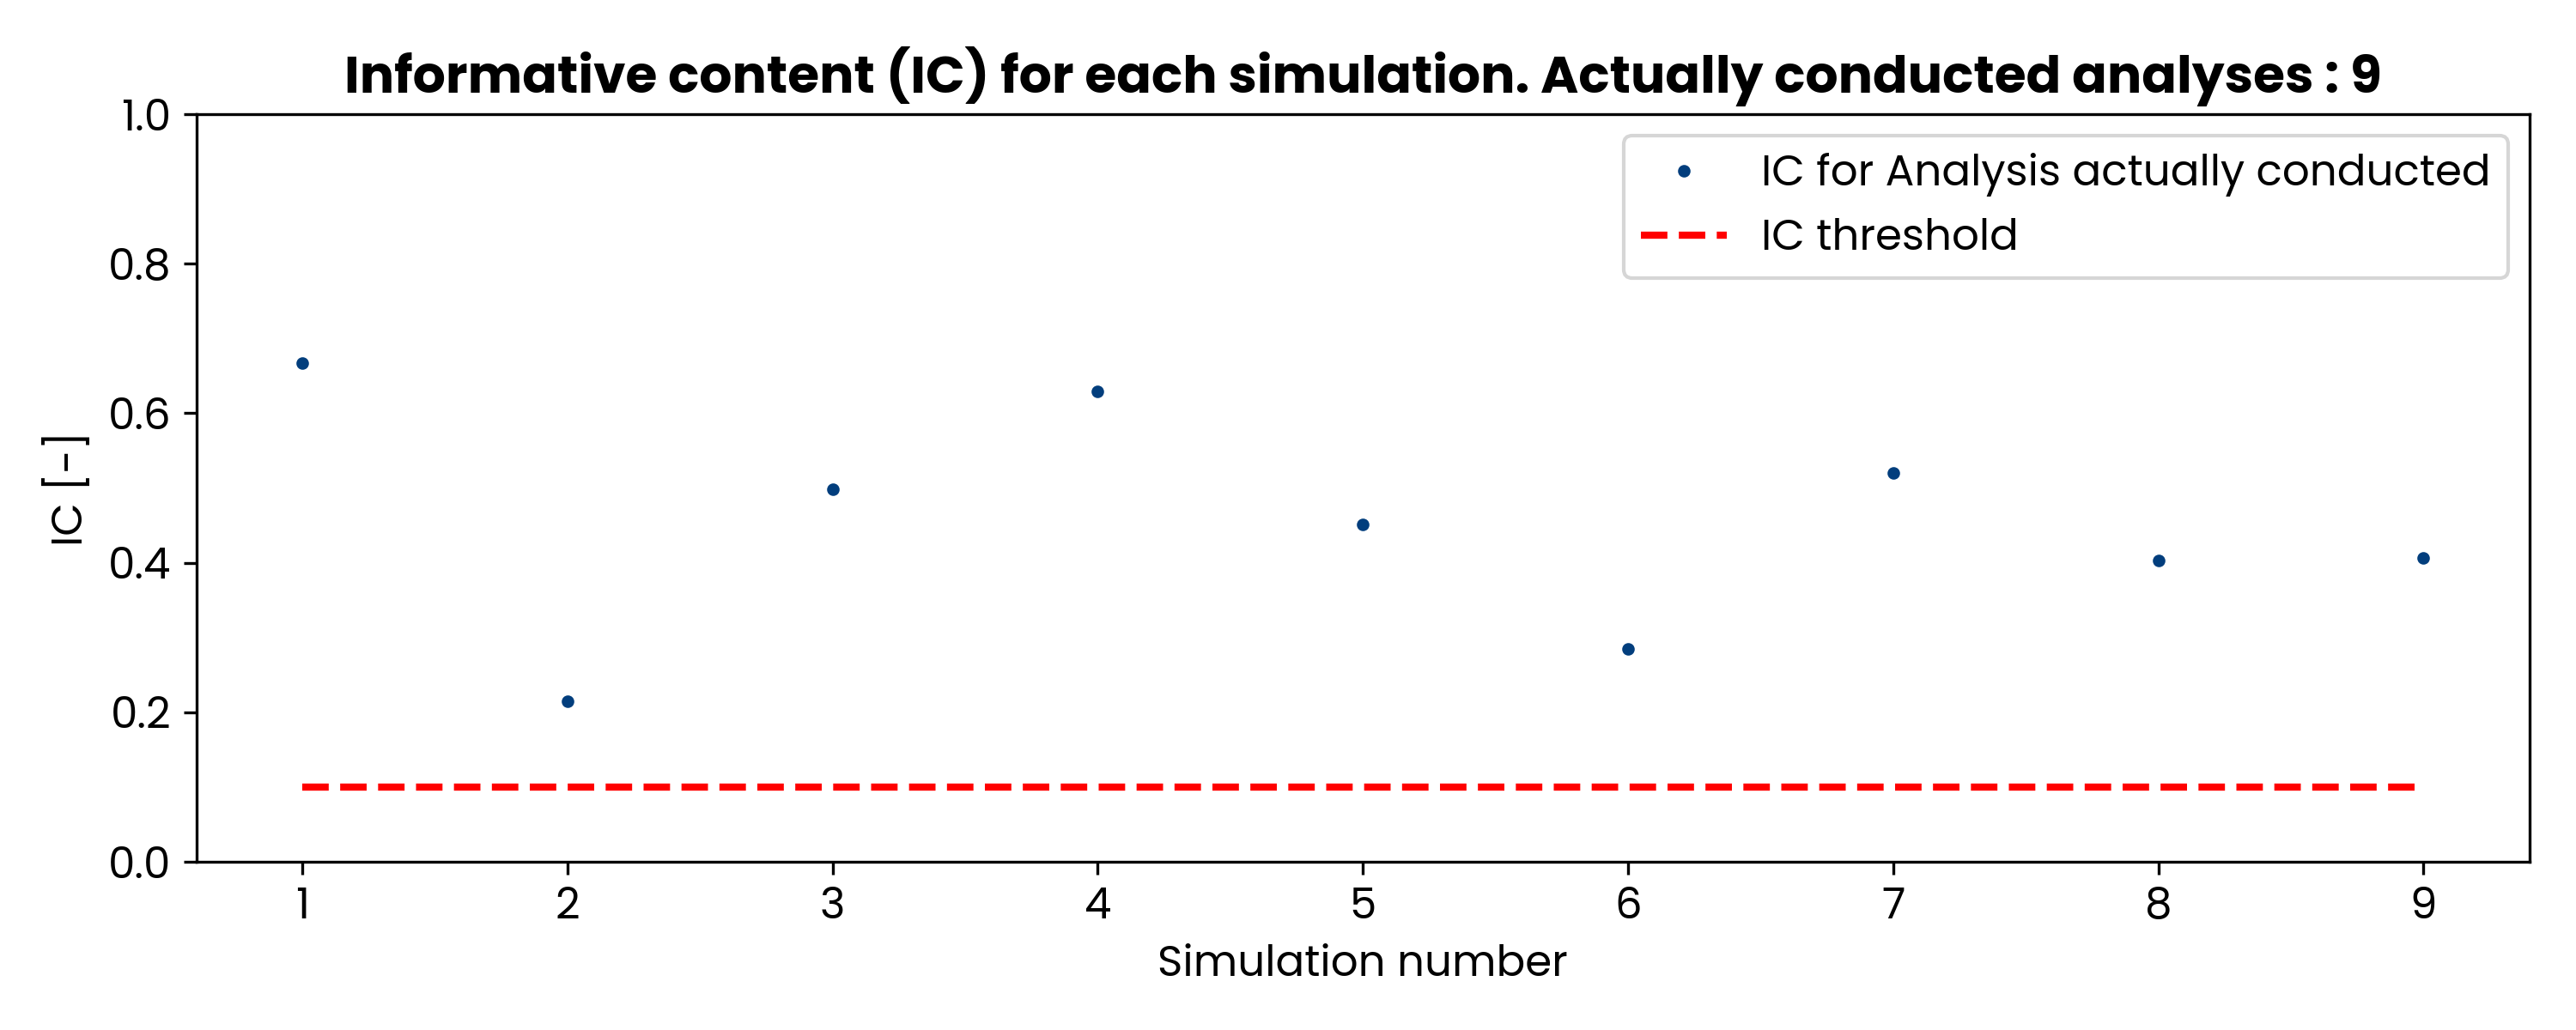 Informative content (IC) for each simulation. Actually conducted analyses : 9
1.0
0.8
0.6
0.4
0.2
0.0
IC [-]
IC for Analysis actually conducted
IC threshold
1 2 3 4 5 6 7 8 9
Simulation number